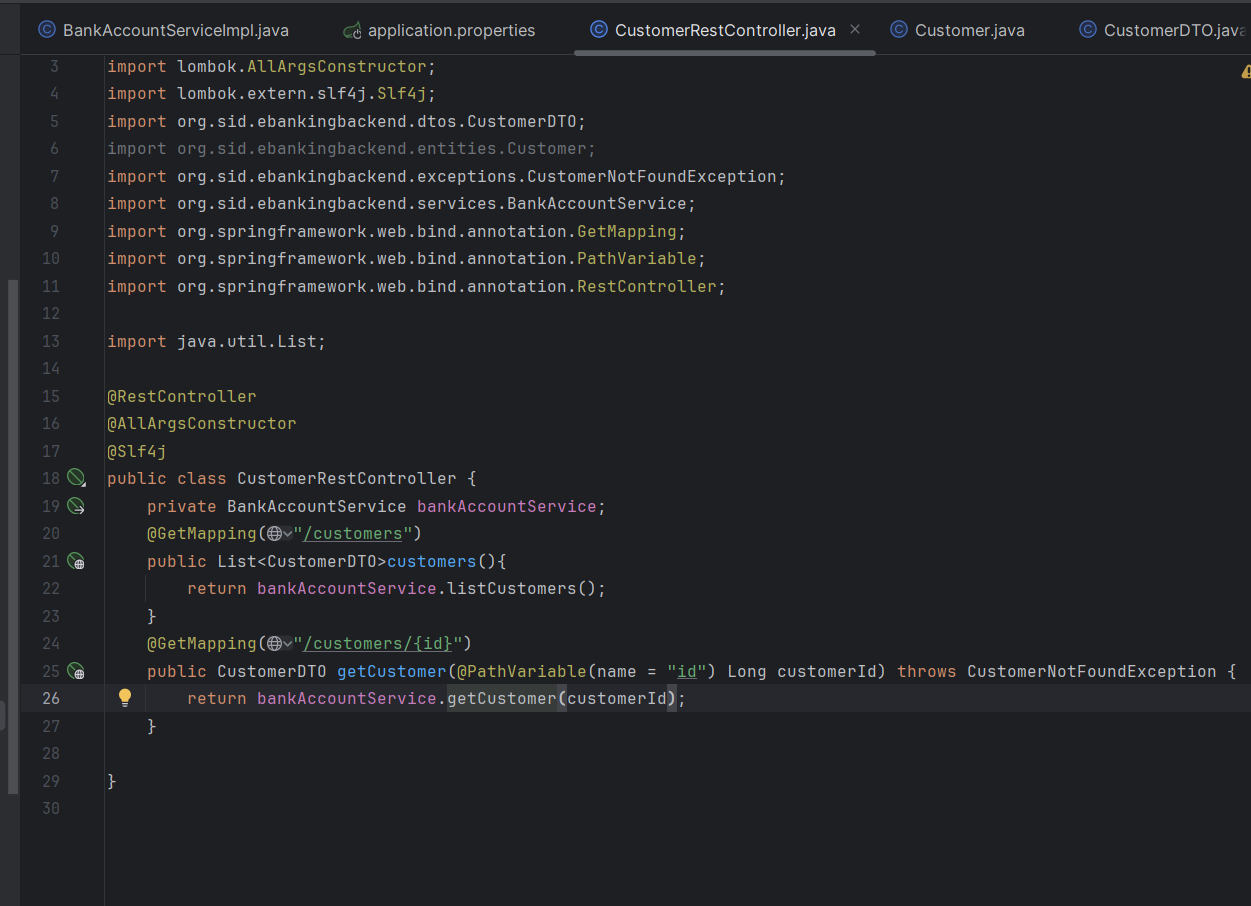 BankAccountServiceImpl.java application.properties CustomerRestController.java Customer.java CustomerDTO.java
3 import lombok.AllArgsConstructor;
4 import lombok.extern.slf4j.Slf4j;
5 import org.sid.ebankingbackend.dtos.CustomerDTO;
6 import org.sid.ebankingbackend.entities.Customer;
7 import org.sid.ebankingbackend.exceptions.CustomerNotFoundException;
8 import org.sid.ebankingbackend.services.BankAccountService;
9 import org.springframework.web.bind.annotation.GetMapping;
10 import org.springframework.web.bind.annotation.PathVariable;
11 import org.springframework.web.bind.annotation.RestController;
12
13 import java.util.List;
14
15 @RestController
16 @AllArgsConstructor
17 @Slf4j
18 public class CustomerRestController {
19 private BankAccountService bankAccountService;
20 @GetMapping("/customers")
21 public List<CustomerDTO>customers(){
22 return bankAccountService.listCustomers();
23 }
24 @GetMapping("/customers/{id}")
25 public CustomerDTO getCustomer(@PathVariable(name = "id") Long customerId) throws CustomerNotFoundException {
26 return bankAccountService.getCustomer(customerId);
27 }
28
29 }
30